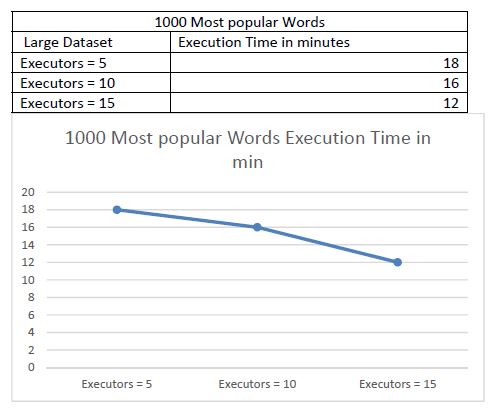 1000 Most popular Words
Large Dataset Execution Time in minutes
Executors = 5 18
Executors = 10 16
Executors = 15 12
1000 Most popular Words Execution Time in
min
20
18
16
14
12
10
8
6
4
2
0
Executors = 5 Executors = 10 Executors = 15